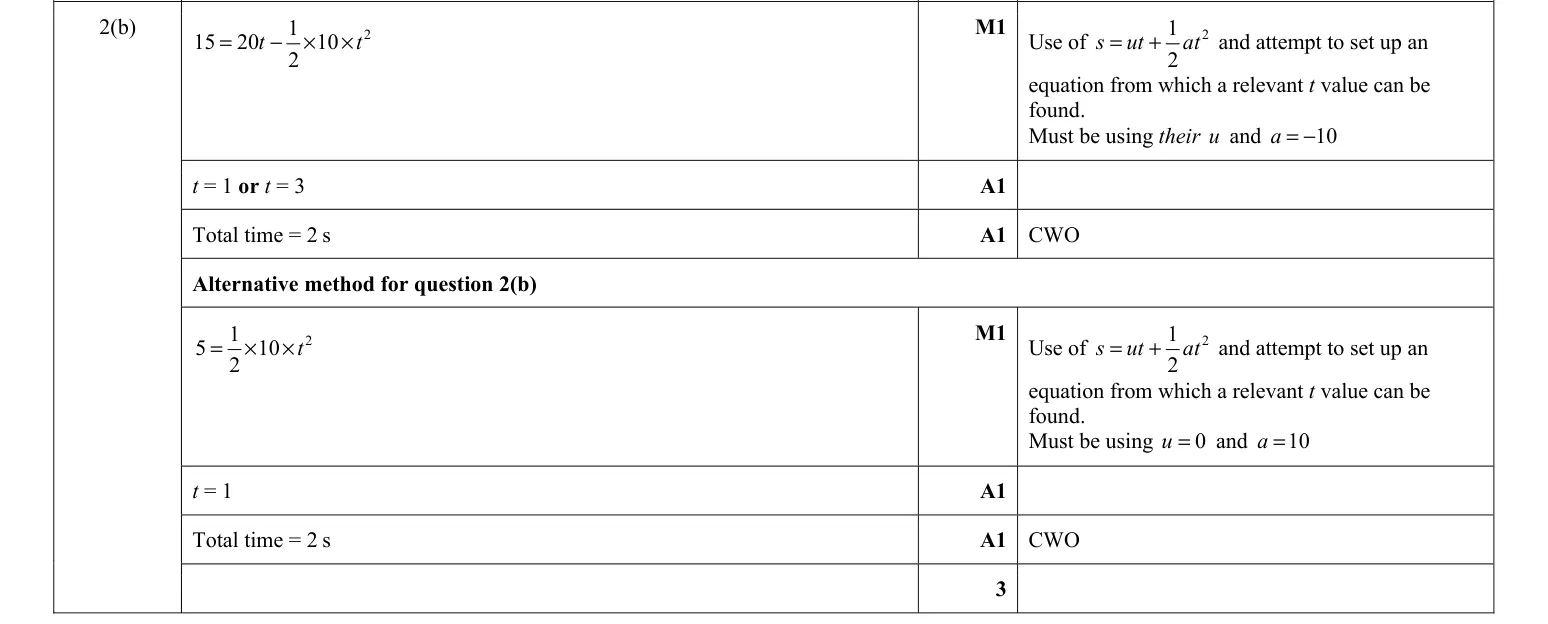 2(b)
15 = 20t − 1/2 × 10 × t²
M1
Use of s = ut + 1/2 at² and attempt to set up an
equation from which a relevant t value can be
found.
Must be using their u and a = −10
t = 1 or t = 3
A1
Total time = 2 s
A1
CWO
Alternative method for question 2(b)
5 = 1/2 × 10 × t²
M1
Use of s = ut + 1/2 at² and attempt to set up an
equation from which a relevant t value can be
found.
Must be using u = 0 and a = 10
t = 1
A1
Total time = 2 s
A1
CWO
3